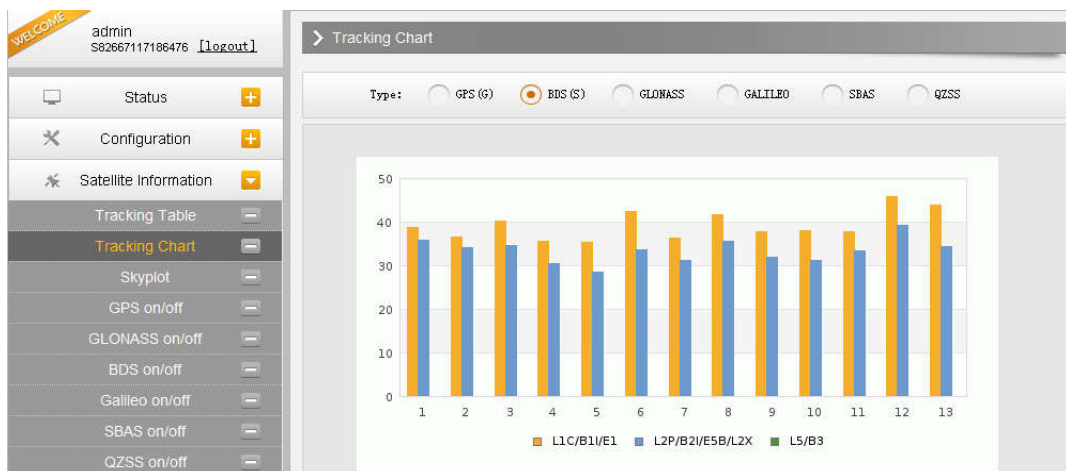 WELCOME
admin
S82667117186476 [logout]
Status
Configuration
Satellite Information
Tracking Table
Tracking Chart
Skyplot
GPS on/off
GLONASS on/off
BDS on/off
Galileo on/off
SBAS on/off
QZSS on/off
Tracking Chart
Type: GPS(G) BDS(S) GLONASS GALILEO SBAS QZSS
50
40
30
20
10
0
1 2 3 4 5 6 7 8 9 10 11 12 13
L1C/B1I/E1 L2P/B2I/E5B/L2X L5/B3